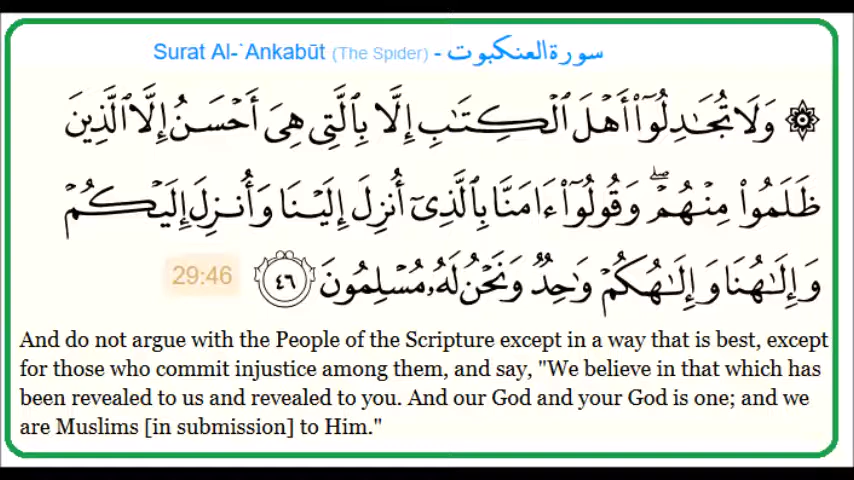 Surat Al-`Ankabūt (The Spider) - سورة العنكبوت
۞ وَلَا تُجَـٰدِلُوٓا۟ أَهْلَ ٱلْكِتَـٰبِ إِلَّا بِٱلَّتِى هِىَ أَحْسَنُ إِلَّا ٱلَّذِينَ
ظَلَمُوا۟ مِنْهُمْ ۖ وَقُولُوٓا۟ ءَامَنَّا بِٱلَّذِىٓ أُنزِلَ إِلَيْنَا وَأُنزِلَ إِلَيْكُمْ
وَإِلَـٰهُنَا وَإِلَـٰهُكُمْ وَٰحِدٌ وَنَحْنُ لَهُۥ مُسْلِمُونَ ٤٦ 29:46
And do not argue with the People of the Scripture except in a way that is best, except
for those who commit injustice among them, and say, "We believe in that which has
been revealed to us and revealed to you. And our God and your God is one; and we
are Muslims [in submission] to Him."